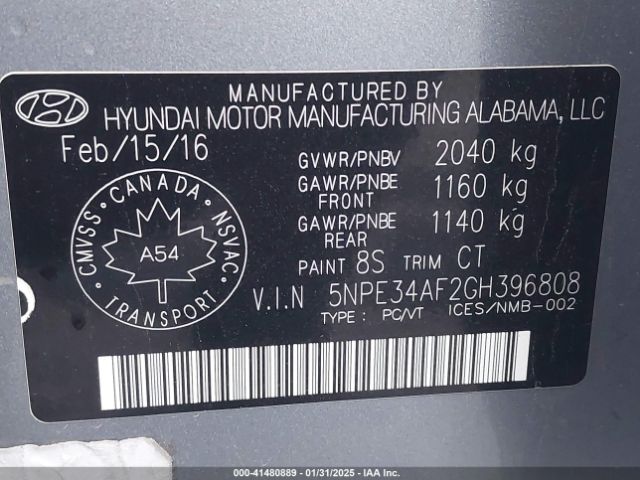 MANUFACTURED BY
HYUNDAI MOTOR MANUFACTURING ALABAMA, LLC
Feb/15/16
GVWR/PNBV 2040 kg
GAWR/PNBE FRONT 1160 kg
GAWR/PNBE REAR 1140 kg
PAINT 8S TRIM CT
CANADA
CMVSS
NSVAC
A54
TRANSPORT
V.I.N 5NPE34AF2GH396808
TYPE : PC/VT ICES/NMB-002
000-41480889 - 01/31/2025 - IAAI.CA